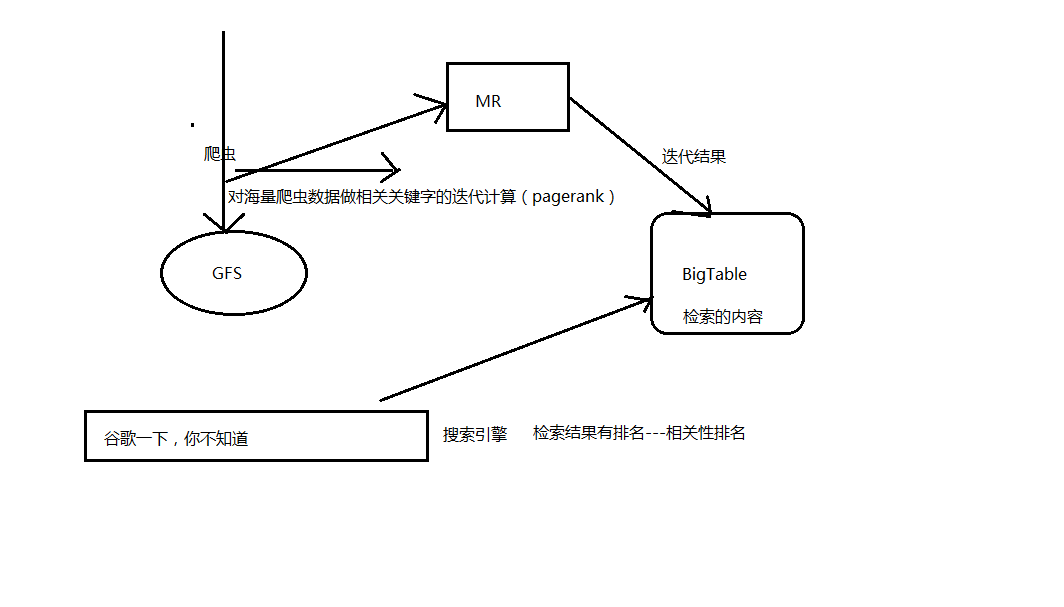 MR
爬虫
迭代结果
对海量爬虫数据做相关关键字的迭代计算（pagerank）
GFS
BigTable
检索的内容
谷歌一下，你不知道
搜索引擎
检索结果有排名---相关性排名